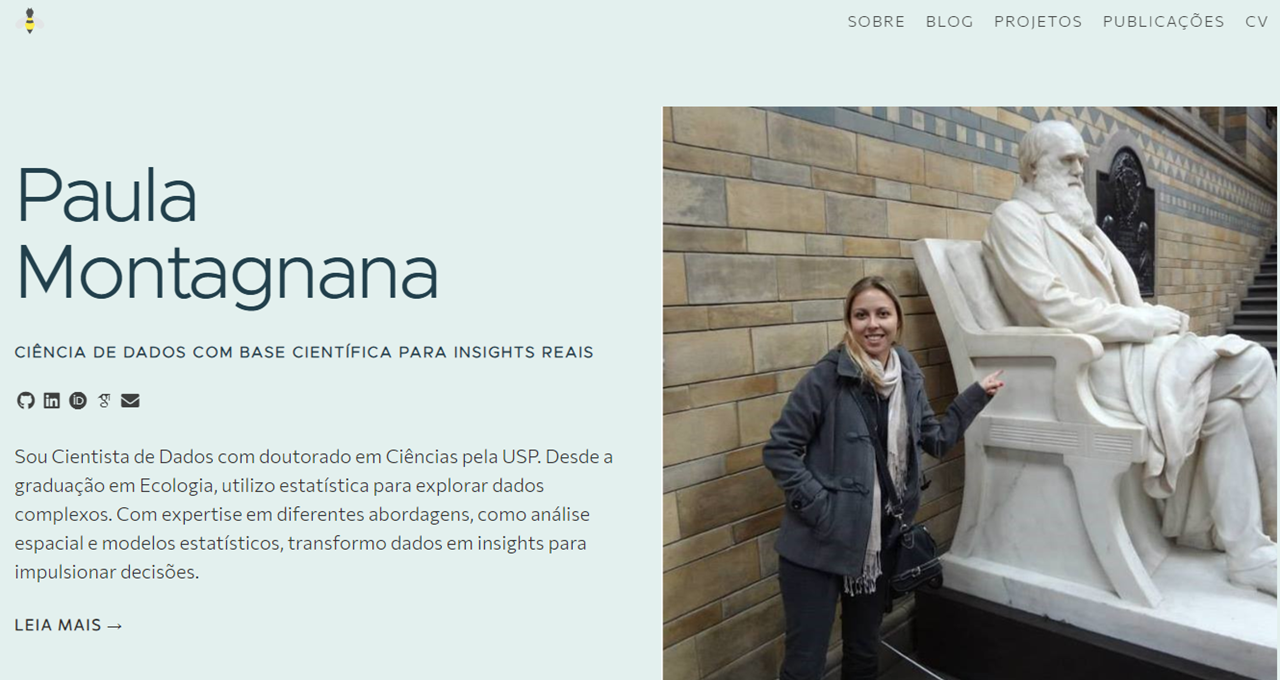 SOBRE BLOG PROJETOS PUBLICAÇÕES CV
Paula
Montagnana
CIÊNCIA DE DADOS COM BASE CIENTÍFICA PARA INSIGHTS REAIS
Sou Cientista de Dados com doutorado em Ciências pela USP. Desde a
graduação em Ecologia, utilizo estatística para explorar dados
complexos. Com expertise em diferentes abordagens, como análise
espacial e modelos estatísticos, transformo dados em insights para
impulsionar decisões.
LEIA MAIS →